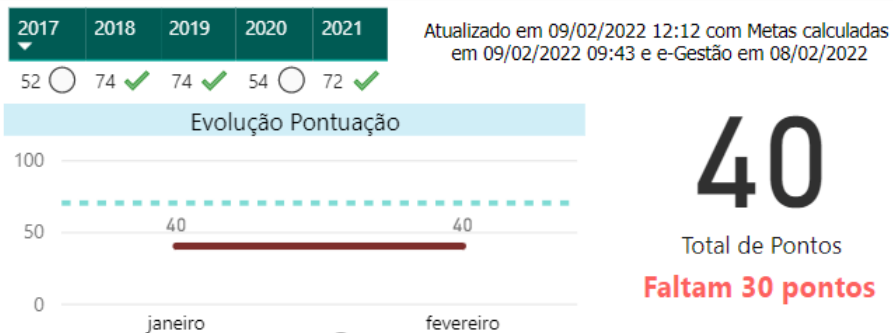 2017 2018 2019 2020 2021
52 74 74 54 72
Atualizado em 09/02/2022 12:12 com Metas calculadas
em 09/02/2022 09:43 e e-Gestão em 08/02/2022
Evolução Pontuação
100
50
0
40 40
janeiro fevereiro
40
Total de Pontos
Faltam 30 pontos